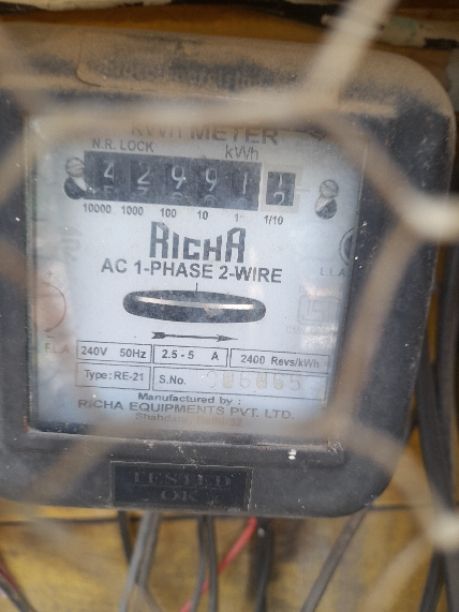 kWh METER
N.R. LOCK
kWh
4 2 9 9 1
10000 1000 100 10 1 1/10
RICHA
AC 1-PHASE 2-WIRE
240V 50Hz 2.5 - 5 A 2400 Revs/kWh
Type: RE-21 S.No.
Manufactured by :
RICHA EQUIPMENTS PVT. LTD.
TESTED
OK